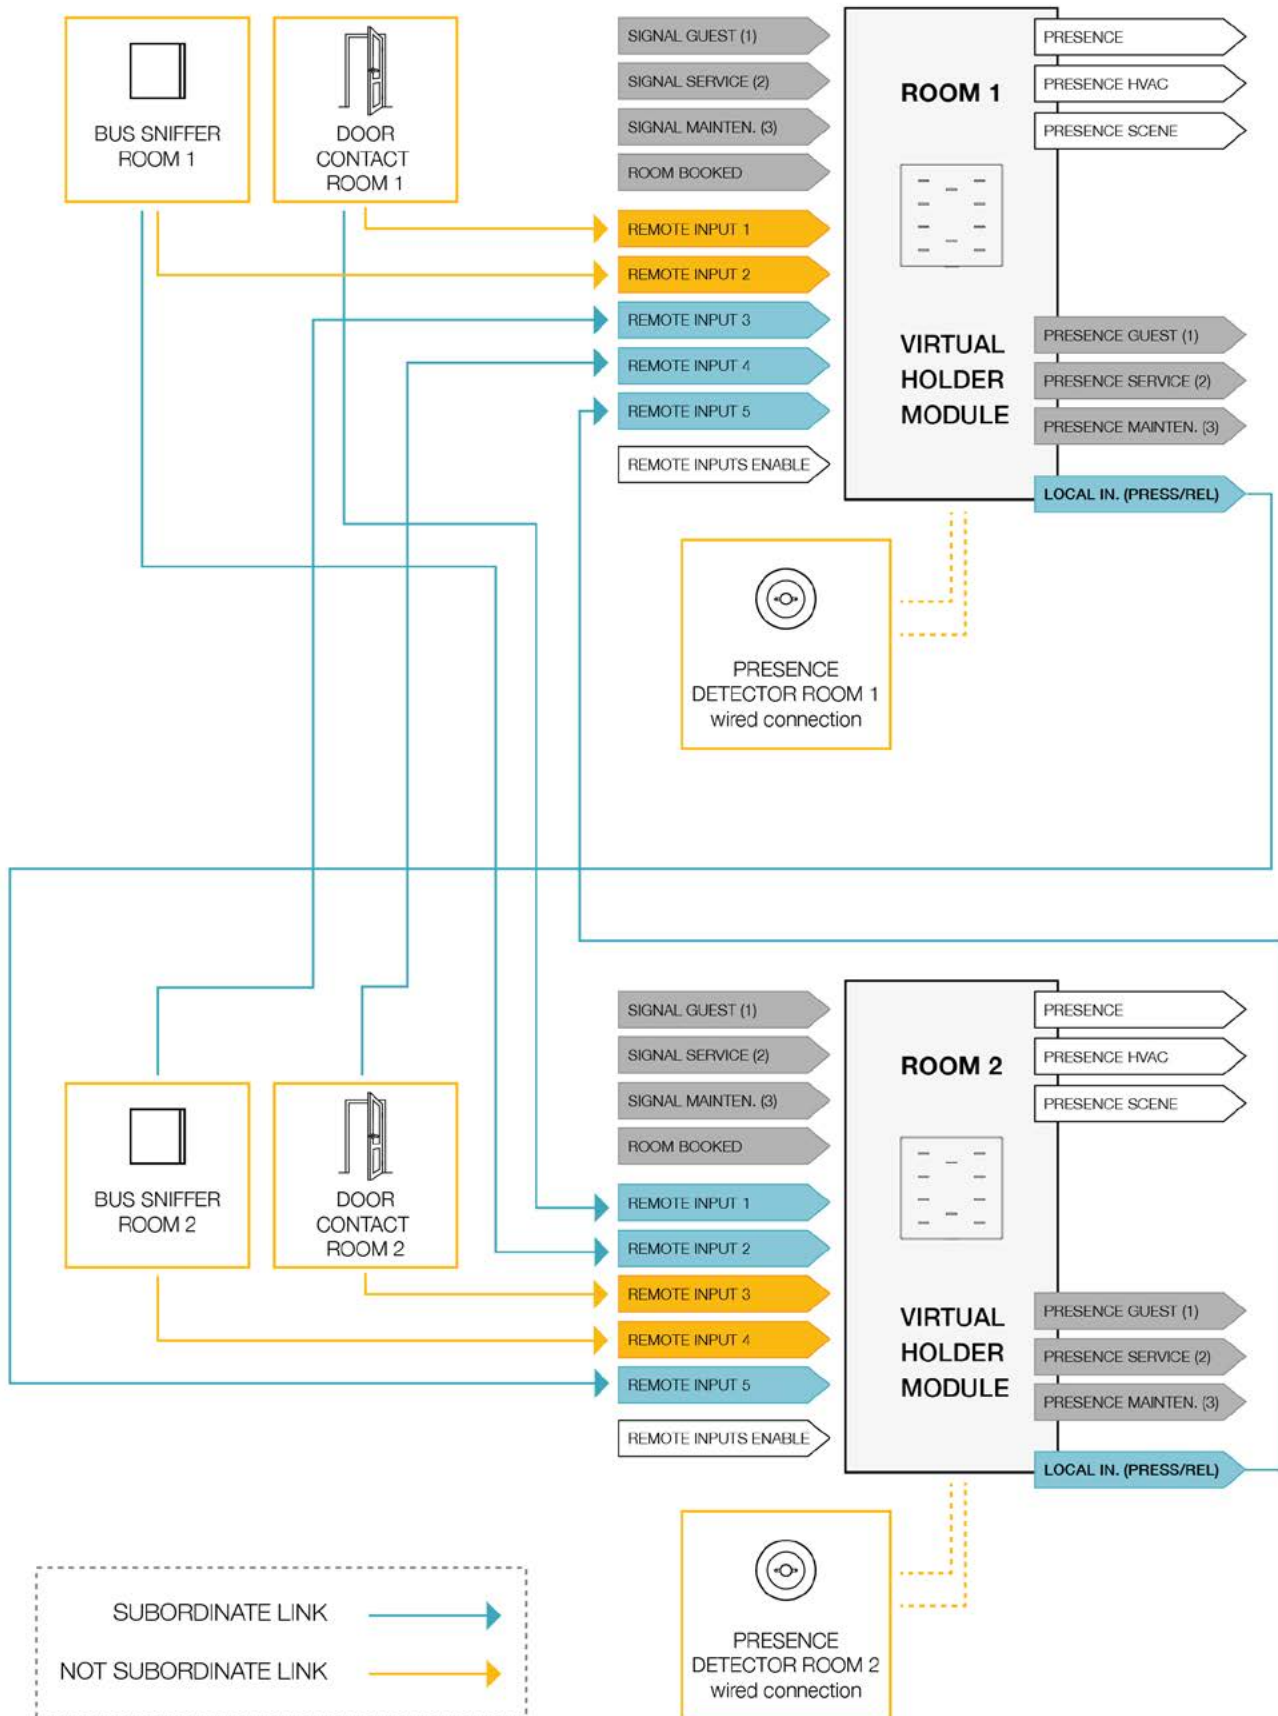 BUS SNIFFER
ROOM 1
DOOR
CONTACT
ROOM 1
SIGNAL GUEST (1)
SIGNAL SERVICE (2)
SIGNAL MAINTEN. (3)
ROOM BOOKED
REMOTE INPUT 1
REMOTE INPUT 2
REMOTE INPUT 3
REMOTE INPUT 4
REMOTE INPUT 5
REMOTE INPUTS ENABLE
ROOM 1
VIRTUAL
HOLDER
MODULE
PRESENCE
PRESENCE HVAC
PRESENCE SCENE
PRESENCE GUEST (1)
PRESENCE SERVICE (2)
PRESENCE MAINTEN. (3)
LOCAL IN. (PRESS/REL)
PRESENCE
DETECTOR ROOM 1
wired connection
BUS SNIFFER
ROOM 2
DOOR
CONTACT
ROOM 2
SIGNAL GUEST (1)
SIGNAL SERVICE (2)
SIGNAL MAINTEN. (3)
ROOM BOOKED
REMOTE INPUT 1
REMOTE INPUT 2
REMOTE INPUT 3
REMOTE INPUT 4
REMOTE INPUT 5
REMOTE INPUTS ENABLE
ROOM 2
VIRTUAL
HOLDER
MODULE
PRESENCE
PRESENCE HVAC
PRESENCE SCENE
PRESENCE GUEST (1)
PRESENCE SERVICE (2)
PRESENCE MAINTEN. (3)
LOCAL IN. (PRESS/REL)
PRESENCE
DETECTOR ROOM 2
wired connection
SUBORDINATE LINK
NOT SUBORDINATE LINK